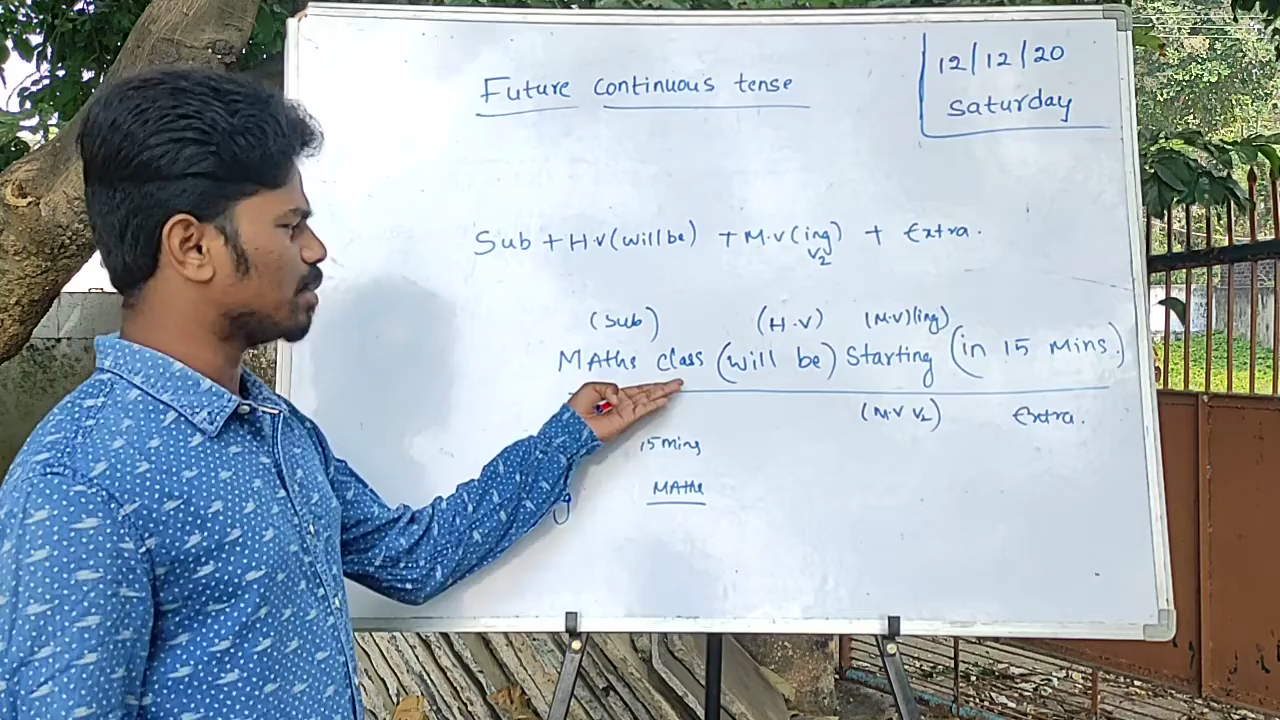 12/12/20
Saturday
Future continuous tense
Sub + H.V (will be) + M.V (ing) + Extra.
V2
(Sub) (H.V) (M.V) (ing)
MAths class (will be) Starting (in 15 Mins.)
(M.V V2) Extra.
15 mins
MAths
g